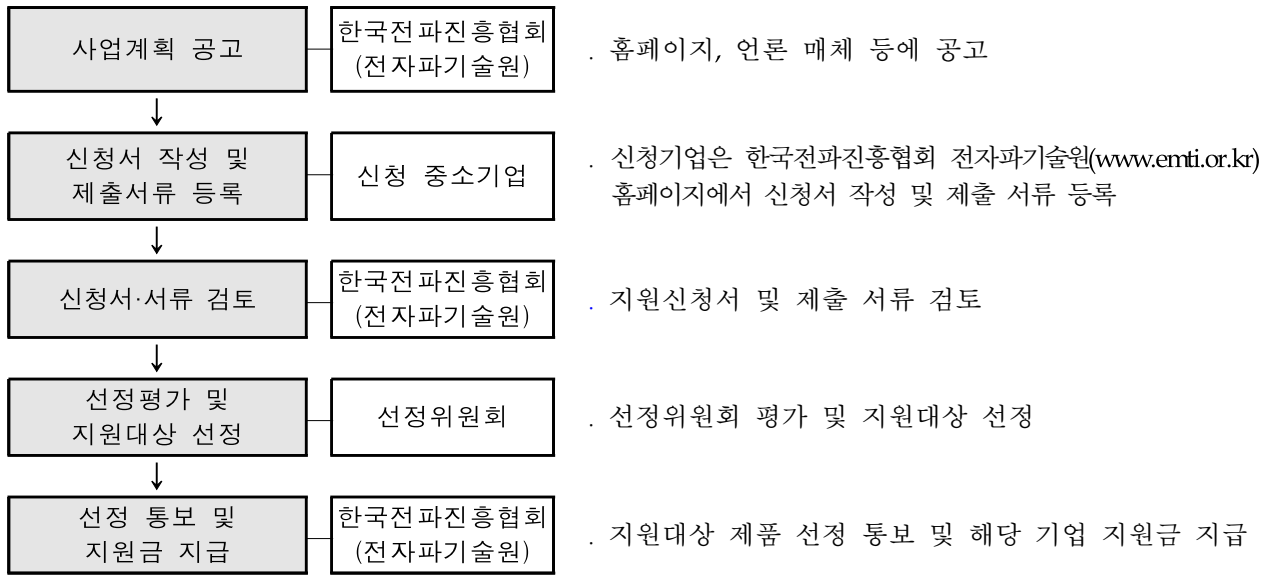 사업계획 공고
한국전파진흥협회
(전자파기술원)
. 홈페이지, 언론 매체 등에 공고
신청서 작성 및
제출서류 등록
신청 중소기업
. 신청기업은 한국전파진흥협회 전자파기술원(www.emti.or.kr)
홈페이지에서 신청서 작성 및 제출 서류 등록
신청서·서류 검토
한국전파진흥협회
(전자파기술원)
. 지원신청서 및 제출 서류 검토
선정평가 및
지원대상 선정
선정위원회
. 선정위원회 평가 및 지원대상 선정
선정 통보 및
지원금 지급
한국전파진흥협회
(전자파기술원)
. 지원대상 제품 선정 통보 및 해당 기업 지원금 지급